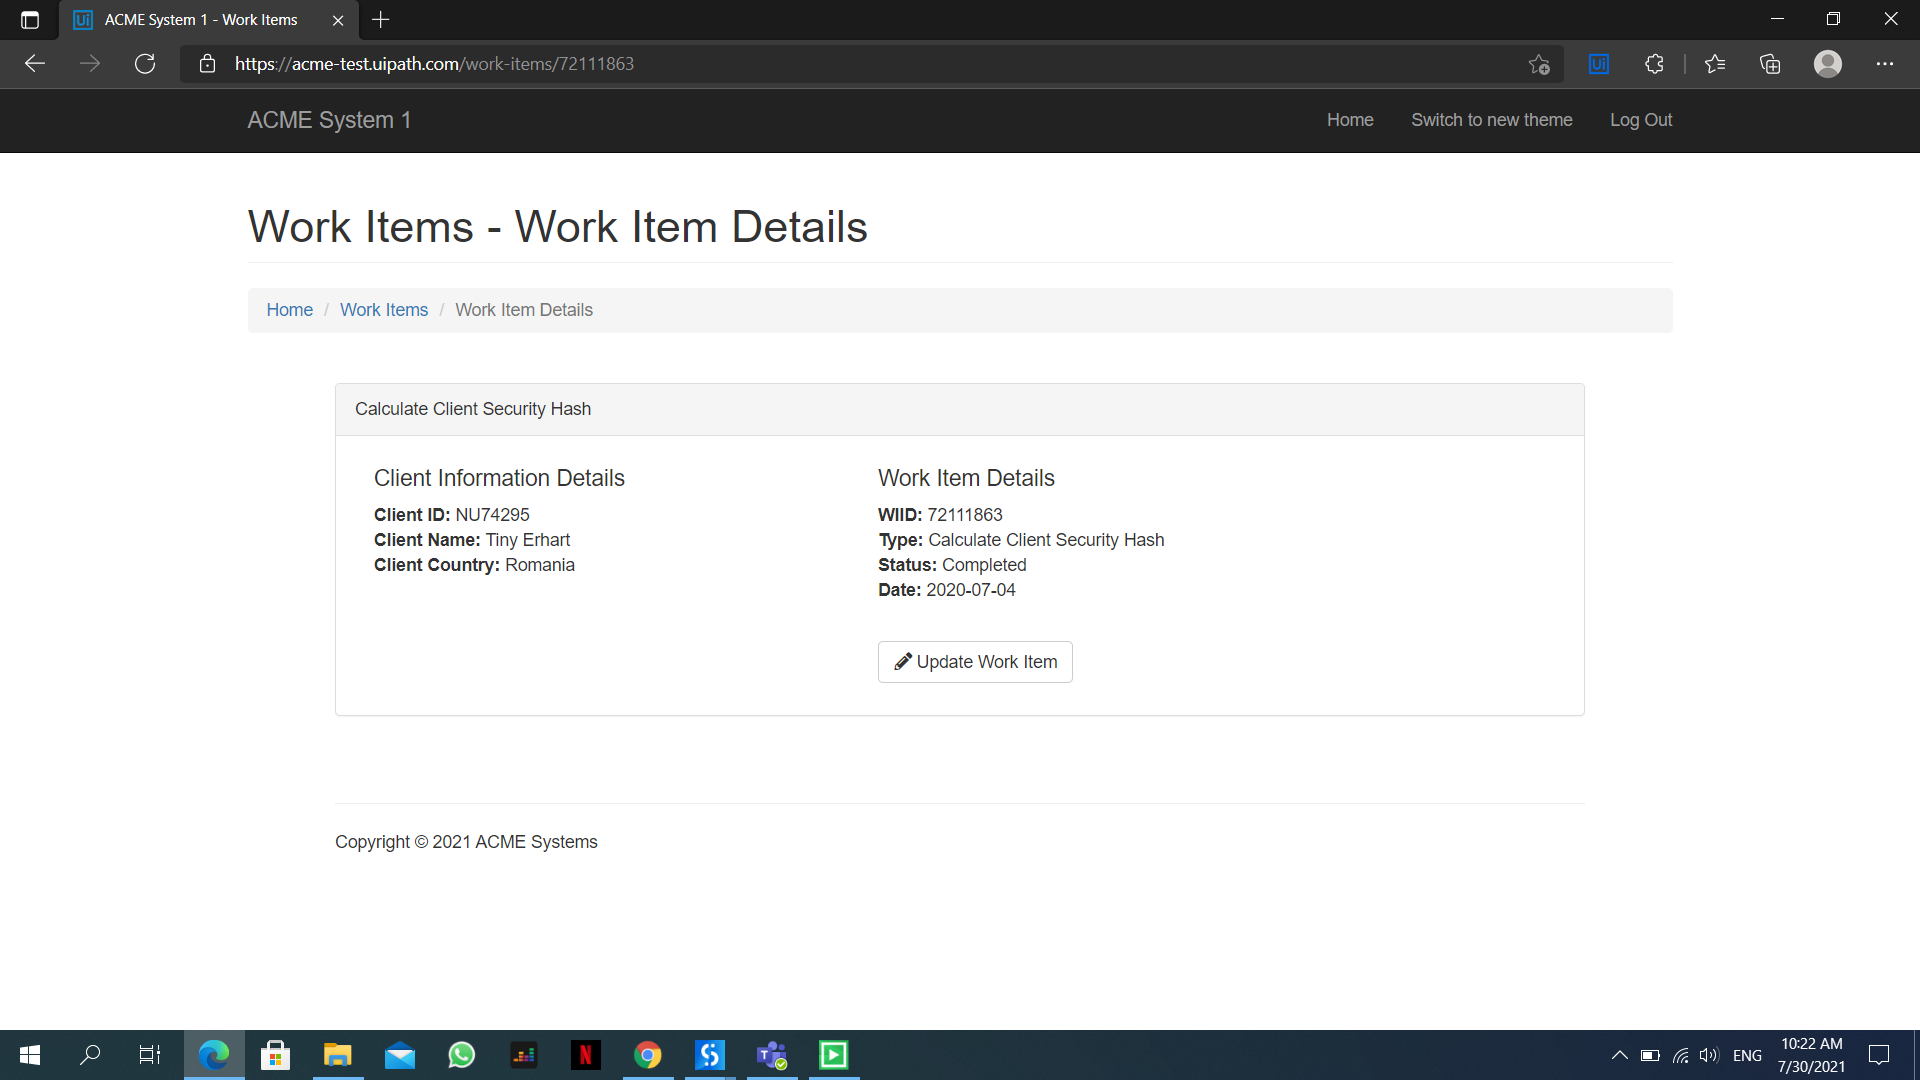 ACME System 1 - Work Items
https://acme-test.uipath.com/work-items/72111863
ACME System 1
Home
Switch to new theme
Log Out
Work Items - Work Item Details
Home / Work Items / Work Item Details
Calculate Client Security Hash
Client Information Details
Client ID: NU74295
Client Name: Tiny Erhart
Client Country: Romania
Work Item Details
WIID: 72111863
Type: Calculate Client Security Hash
Status: Completed
Date: 2020-07-04
Update Work Item
Copyright © 2021 ACME Systems
ENG
10:22 AM
7/30/2021